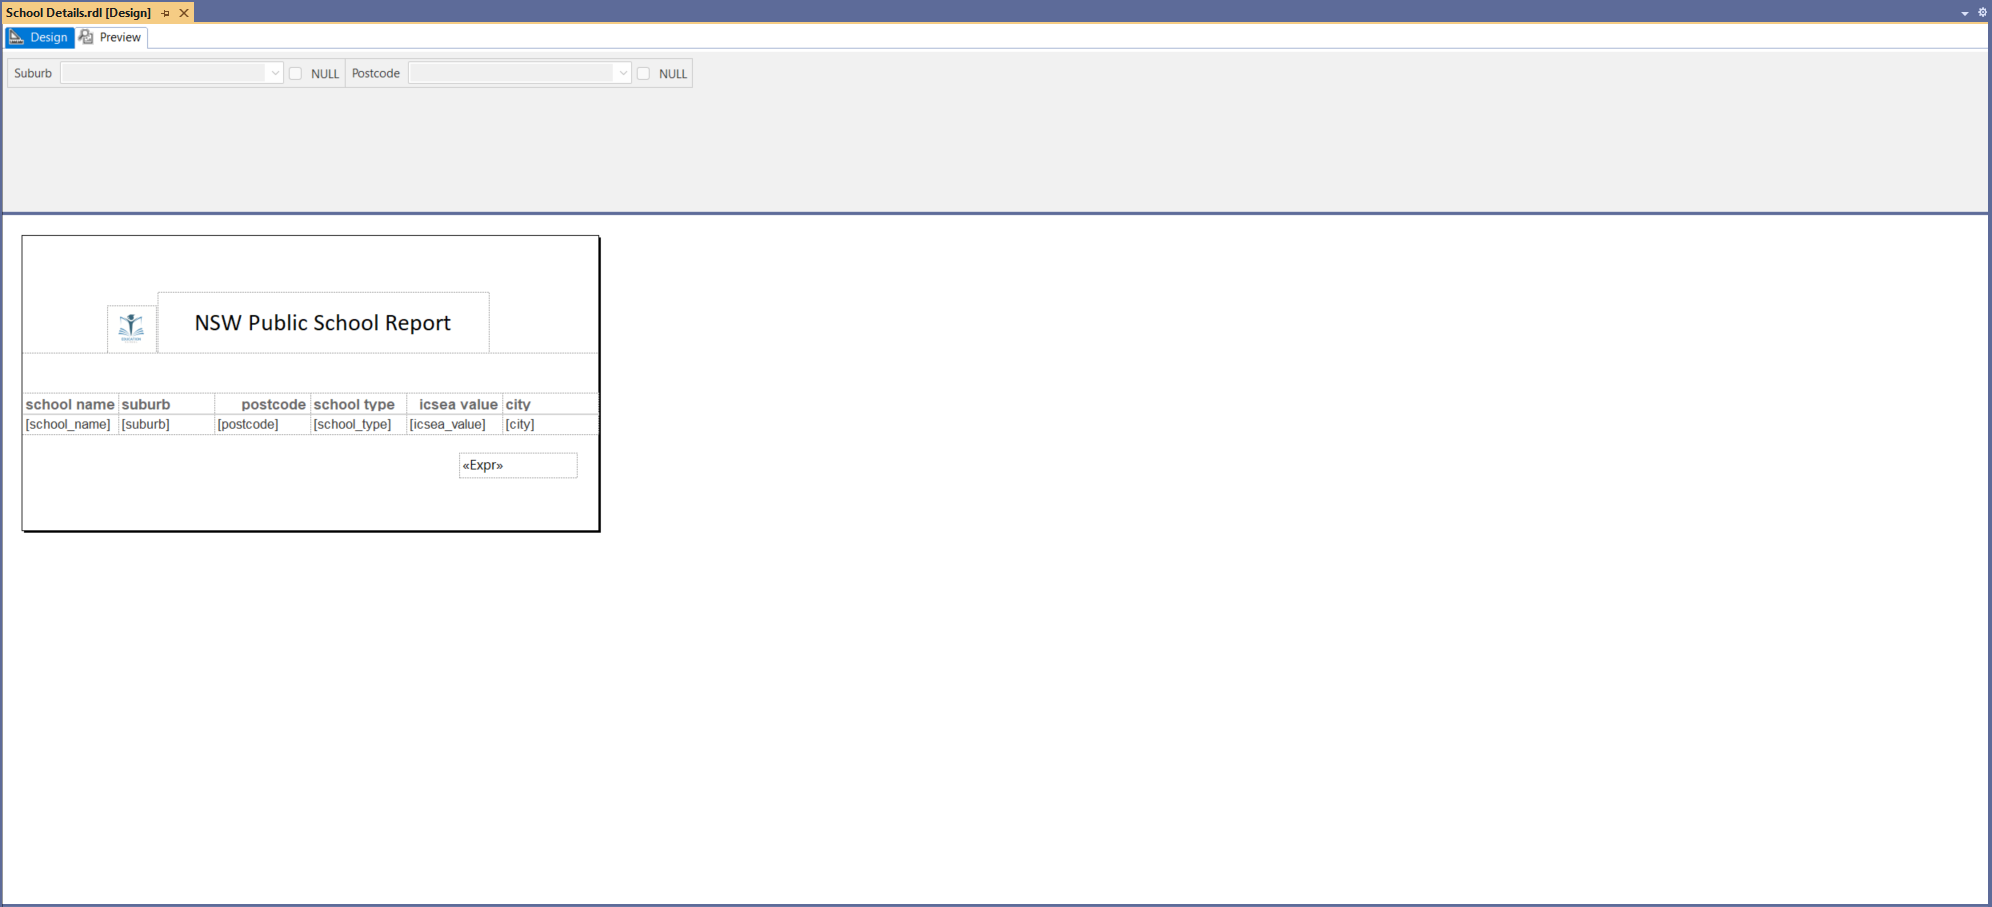 School Details.rdl [Design]
Design Preview
Suburb NULL Postcode NULL
NSW Public School Report
EDUCATION
school name suburb postcode school type icsea value city
[school_name] [suburb] [postcode] [school_type] [icsea_value] [city]
«Expr»